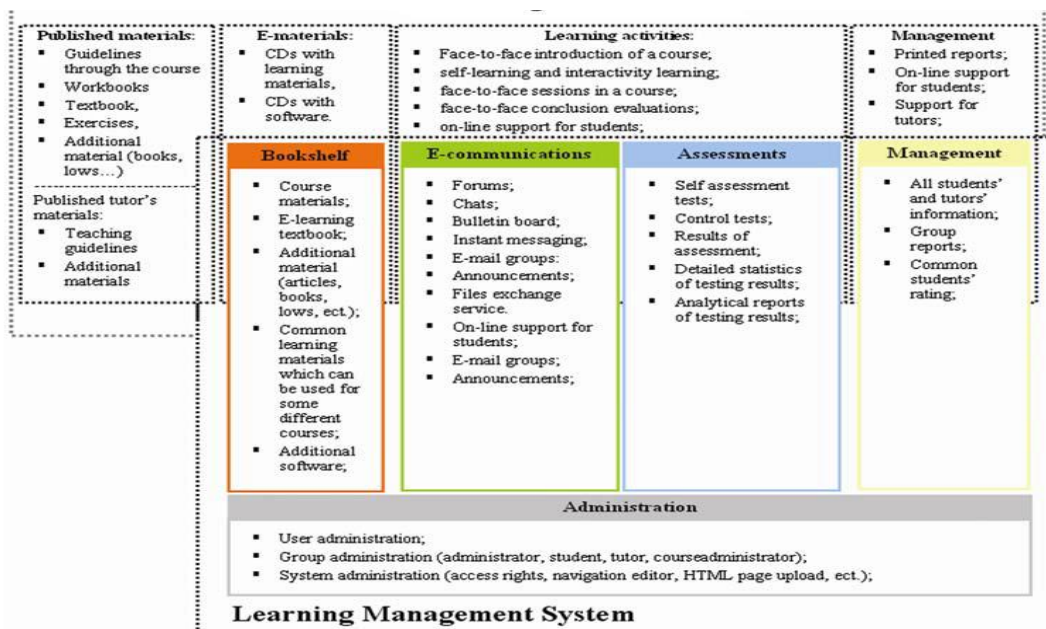 Published materials:
▪ Guidelines
through the course
▪ Workbooks
▪ Textbook,
▪ Exercises,
▪ Additional
material (books,
lows...)
Published tutor's
materials:
▪ Teaching
guidelines
▪ Additional
materials
E-materials:
▪ CDs with
learning
materials,
▪ CDs with
software.
Learning activities:
▪ Face-to-face introduction of a course;
▪ self-learning and interactivity learning;
▪ face-to-face sessions in a course;
▪ face-to-face conclusion evaluations;
▪ on-line support for students;
Management
▪ Printed reports;
▪ On-line support
for students;
▪ Support for
tutors;
Bookshelf
▪ Course
materials;
▪ E-learning
textbook;
▪ Additional
material
(articles,
books,
lows, ect.);
▪ Common
learning
materials
which can
be used for
some
different
courses;
▪ Additional
software;
E-communications
▪ Forums;
▪ Chats;
▪ Bulletin board;
▪ Instant messaging;
▪ E-mail groups:
▪ Announcements;
▪ Files exchange
service.
▪ On-line support for
students;
▪ E-mail groups;
▪ Announcements;
Assessments
▪ Self assessment
tests;
▪ Control tests;
▪ Results of
assessment;
▪ Detailed statistics
of testing results;
▪ Analytical reports
of testing results;
Management
▪ All students'
and tutors'
information;
▪ Group
reports;
▪ Common
students'
rating;
Administration
▪ User administration;
▪ Group administration (administrator, student, tutor, courseadministrator);
▪ System administration (access rights, navigation editor, HTML page upload, ect.);
Learning Management System